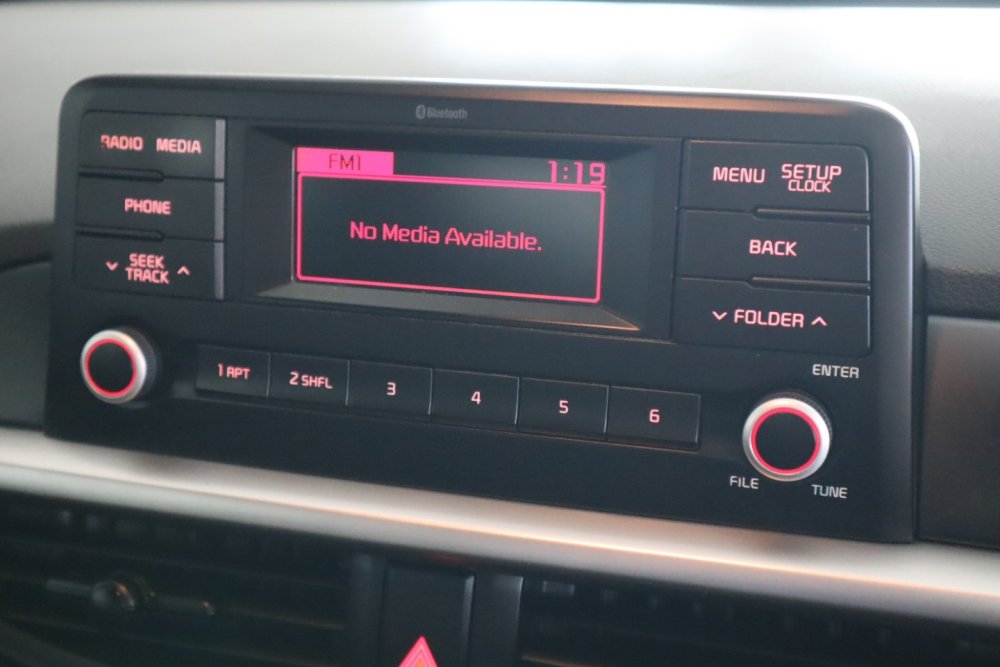 Bluetooth
RADIO MEDIA
PHONE
SEEK
TRACK
FM1 1:19
No Media Available.
MENU SETUP
CLOCK
BACK
FOLDER
1 RPT 2 SHFL 3 4 5 6
ENTER
FILE TUNE